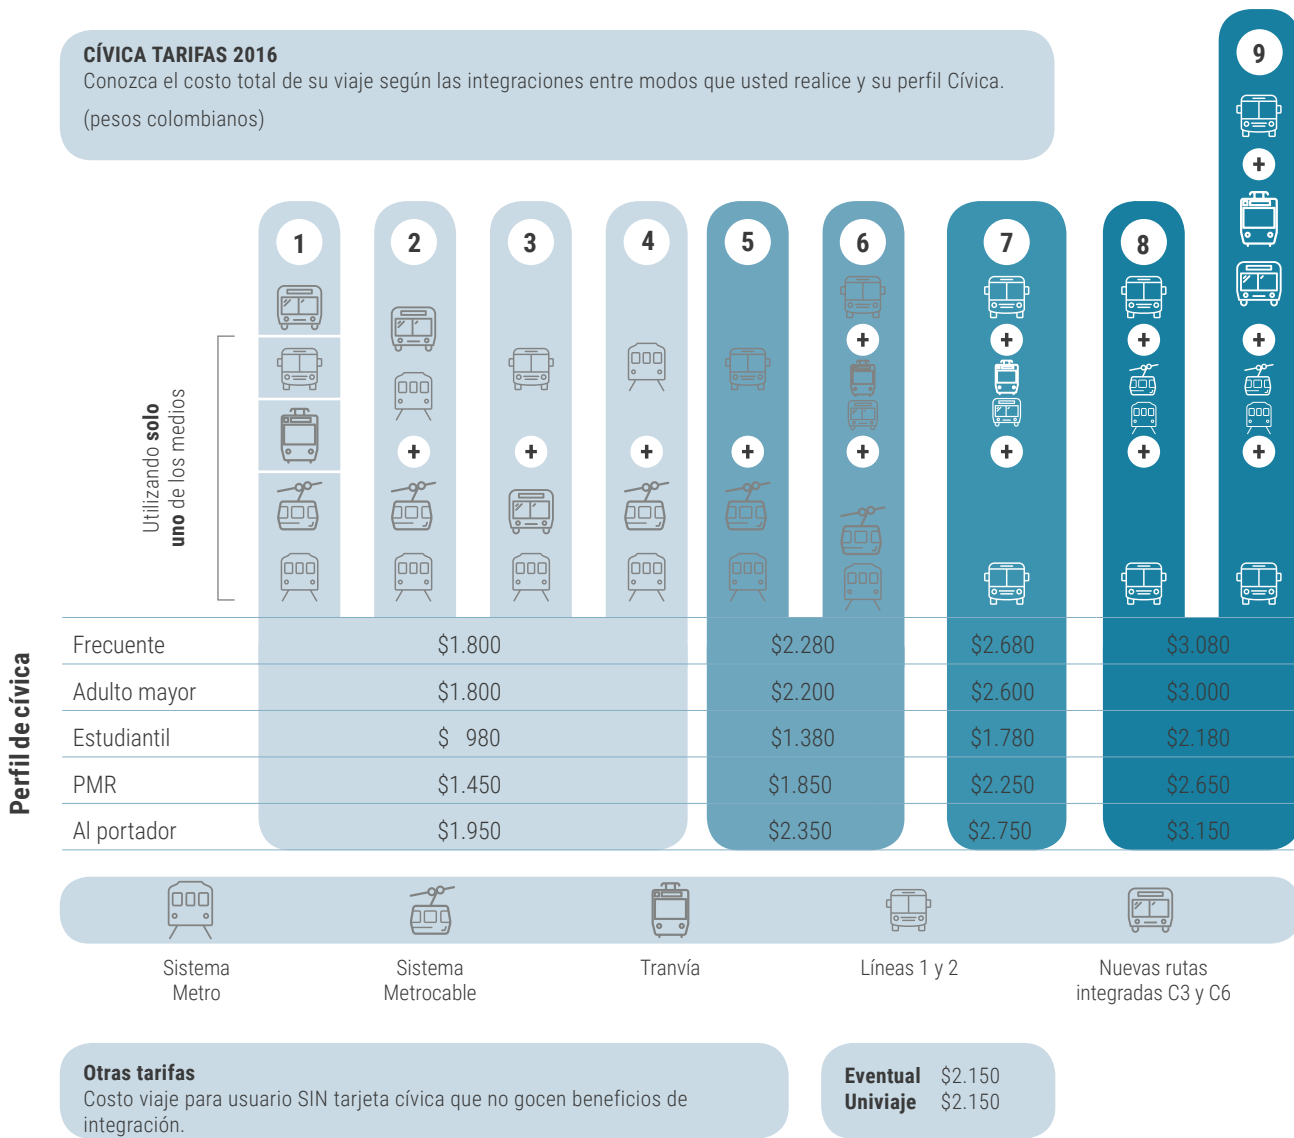 CÍVICA TARIFAS 2016
Conozca el costo total de su viaje según las integraciones entre modos que usted realice y su perfil Cívica.
(pesos colombianos)
1
2
3
4
5
6
7
8
9
+
+
+
+
+
+
+
+
+
+
+
+
Utilizando solo
uno de los medios
Perfil de cívica
Frecuente $1.800 $2.280 $2.680 $3.080
Adulto mayor $1.800 $2.200 $2.600 $3.000
Estudiantil $ 980 $1.380 $1.780 $2.180
PMR $1.450 $1.850 $2.250 $2.650
Al portador $1.950 $2.350 $2.750 $3.150
Sistema
Metro
Sistema
Metrocable
Tranvía
Líneas 1 y 2
Nuevas rutas
integradas C3 y C6
Otras tarifas
Costo viaje para usuario SIN tarjeta cívica que no gocen beneficios de
integración.
Eventual $2.150
Univiaje $2.150